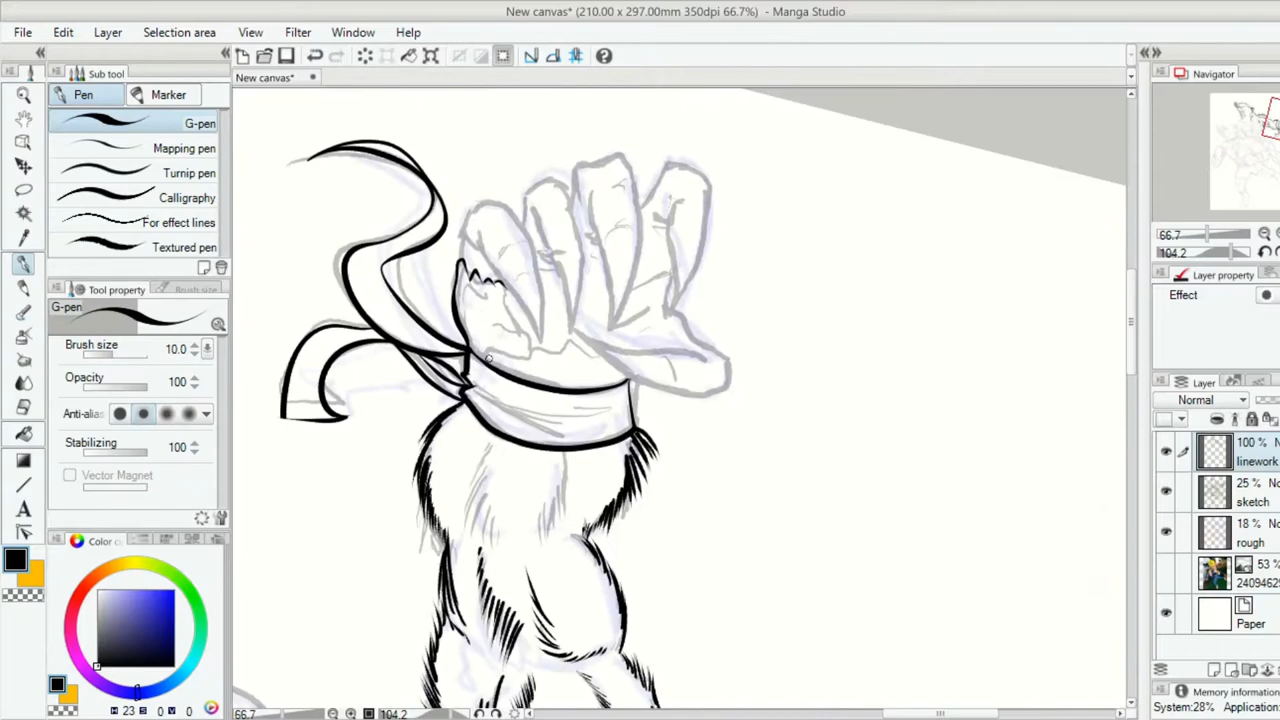 New canvas* (210.00 x 297.00mm 350dpi 66.7%) - Manga Studio
File Edit Layer Selection area View Filter Window Help
Sub tool
New canvas*
Navigator
Pen Marker
G-pen
Mapping pen
Turnip pen
Calligraphy
For effect lines
Textured pen
66.7
104.2
Tool property Brush size
Layer property
G-pen
Effect
Brush size 10.0
Opacity 100
Anti-alias
Layer
Normal
Stabilizing 100
100 %
linework
Vector Magnet
25 %
sketch
18 %
rough
Color
53 %
Paper
Memory information
H 23 S 0 V 0
66.7 104.2
System:28% Application: